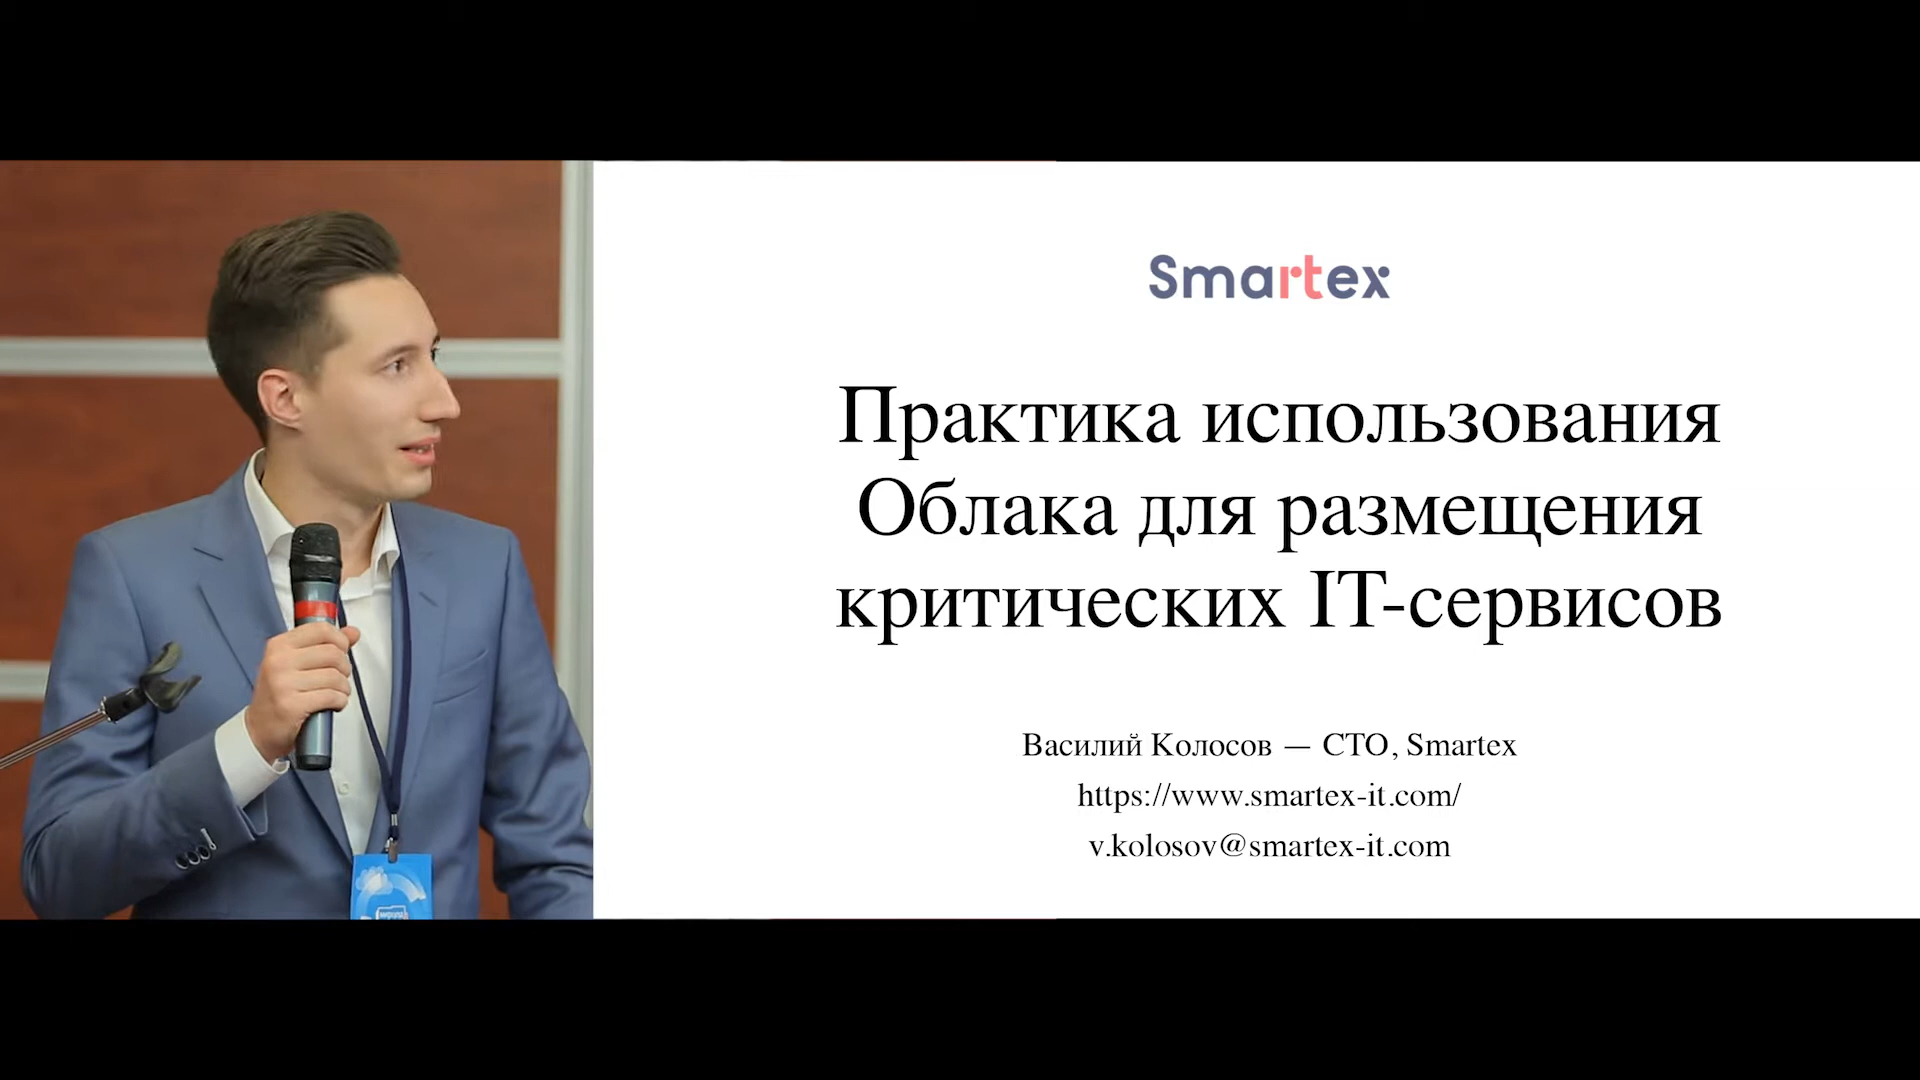 Smartex
Практика использования
Облака для размещения
критических IT-сервисов
Василий Колосов — CTO, Smartex
https://www.smartex-it.com/
v.kolosov@smartex-it.com